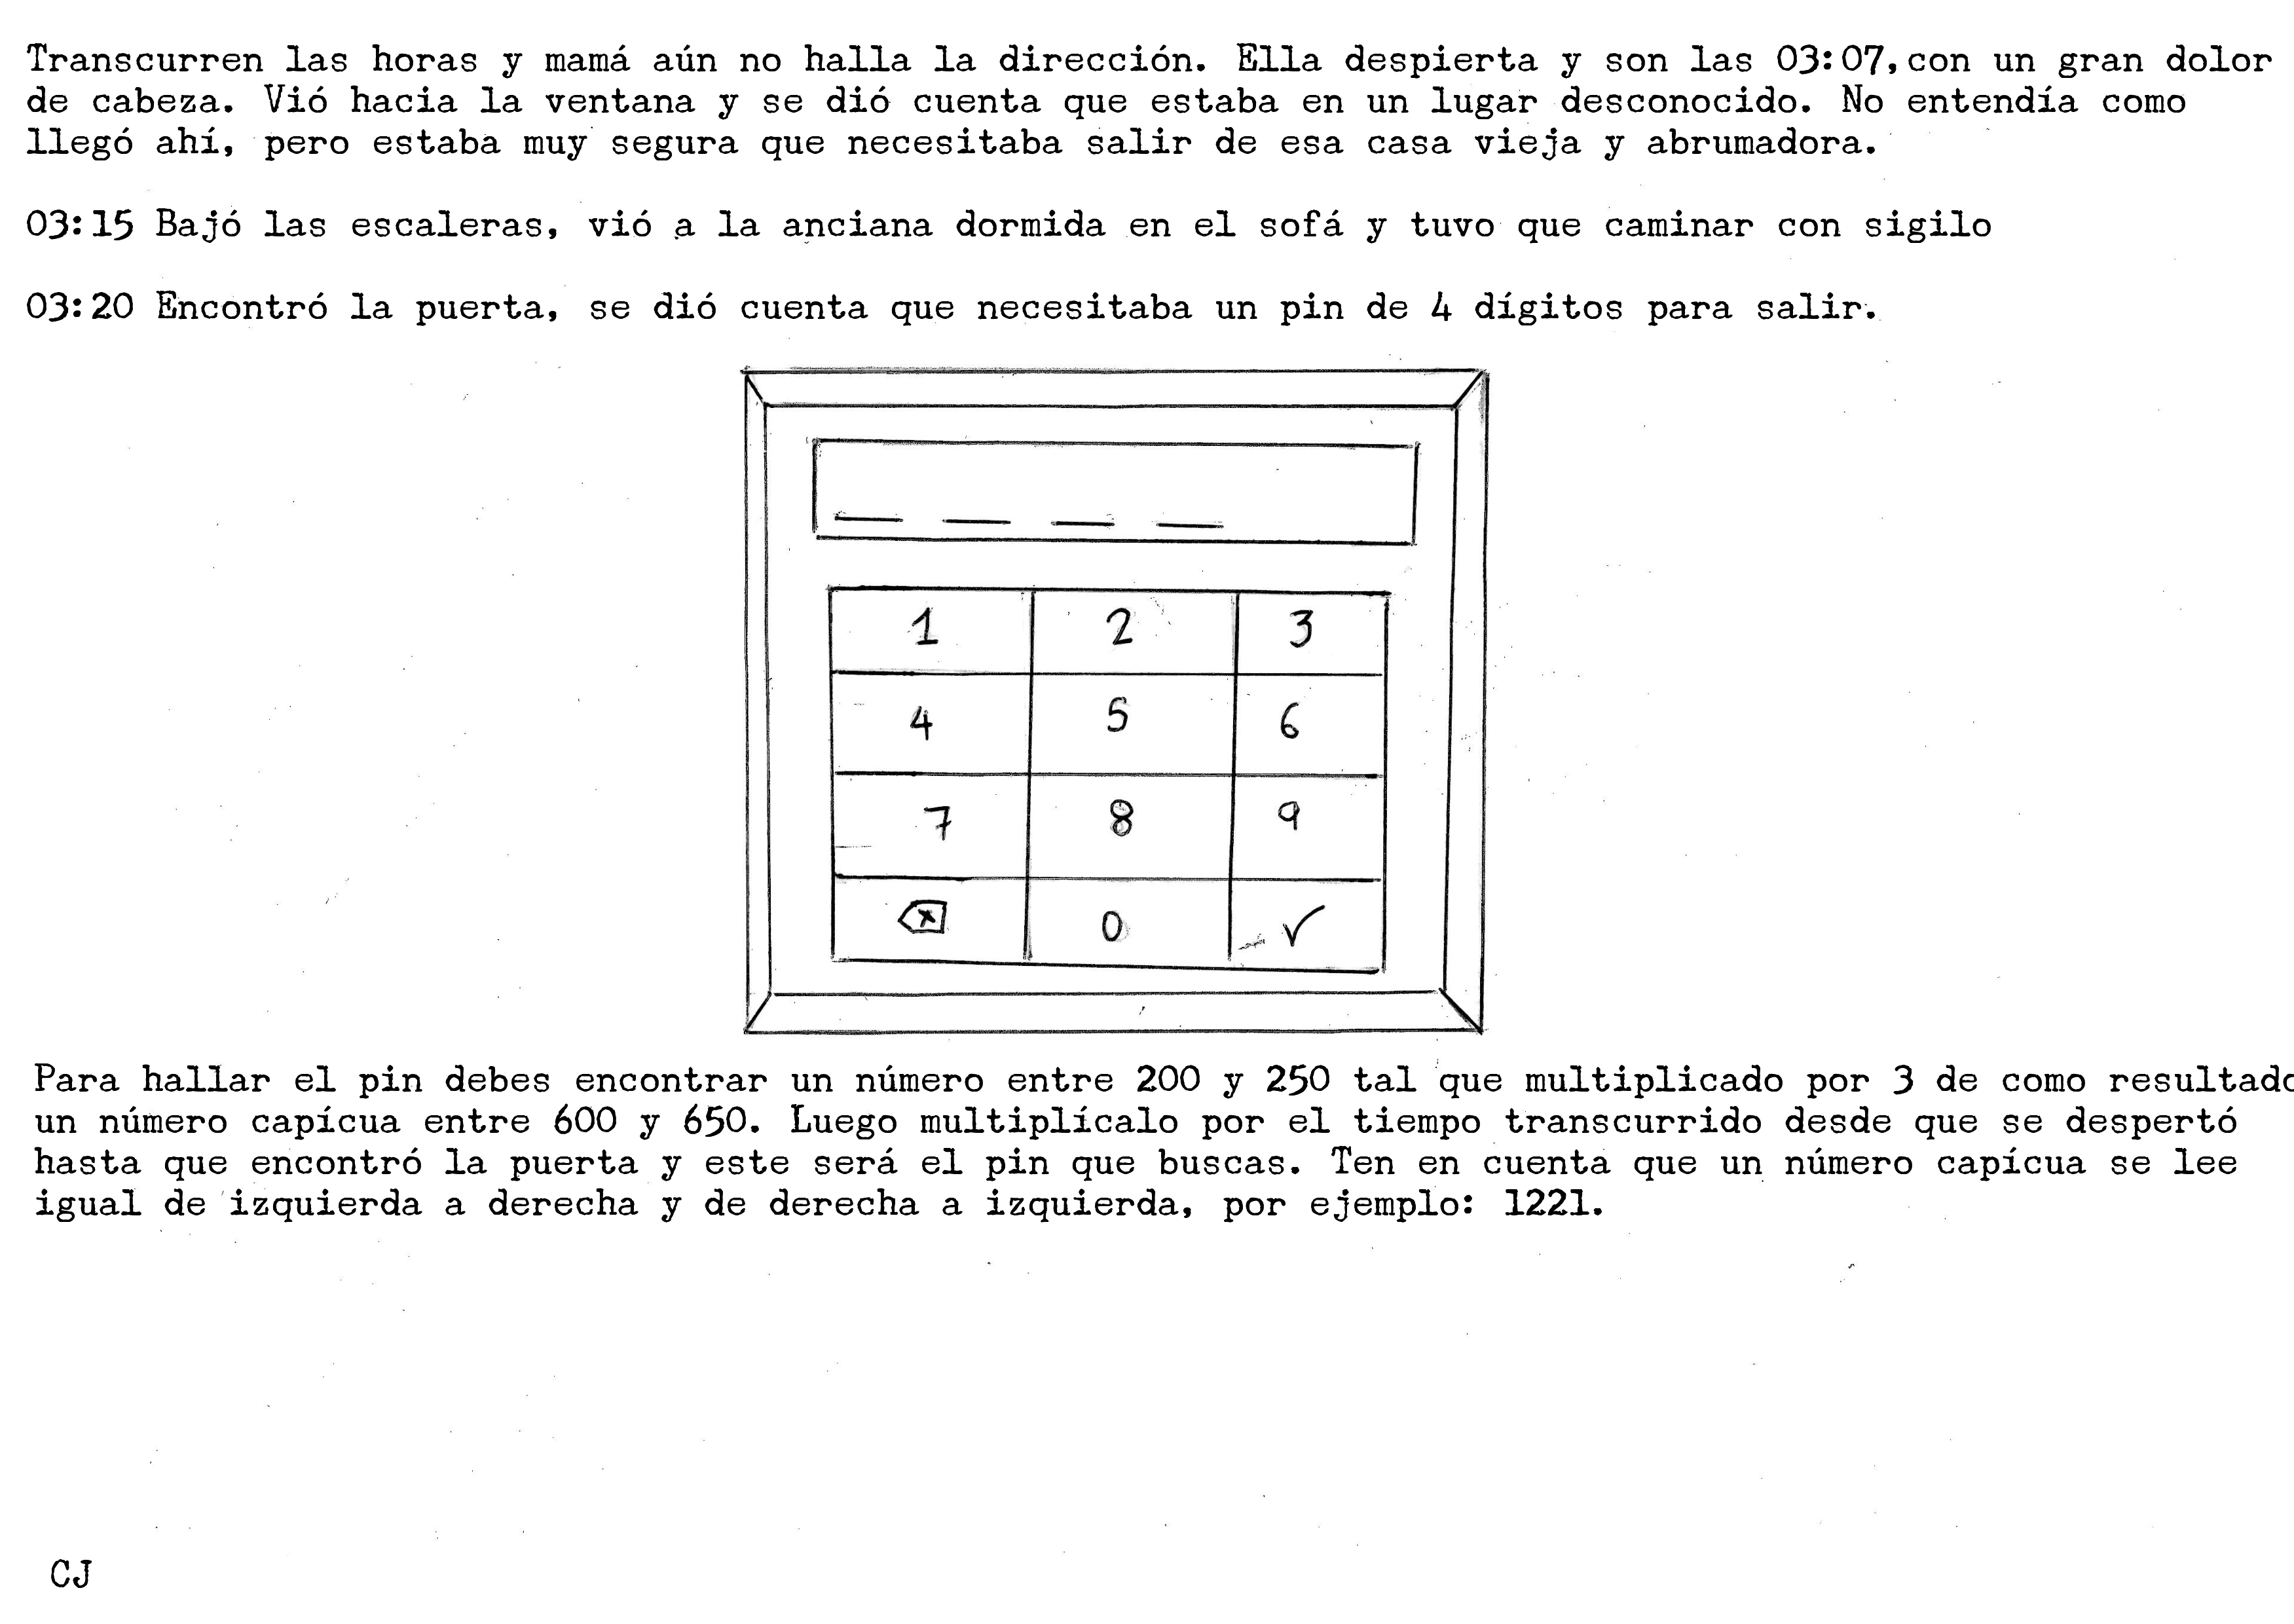 Transcurren las horas y mamá aún no halla la dirección. Ella despierta y son las 03:07, con un gran dolor
de cabeza. Vió hacia la ventana y se dió cuenta que estaba en un lugar desconocido. No entendía como
llegó ahí, pero estaba muy segura que necesitaba salir de esa casa vieja y abrumadora.
03:15 Bajó las escaleras, vió a la anciana dormida en el sofá y tuvo que caminar con sigilo
03:20 Encontró la puerta, se dió cuenta que necesitaba un pin de 4 dígitos para salir.
1 2 3
4 5 6
7 8 9
0
Para hallar el pin debes encontrar un número entre 200 y 250 tal que multiplicado por 3 de como resultado
un número capícua entre 600 y 650. Luego multiplícalo por el tiempo transcurrido desde que se despertó
hasta que encontró la puerta y este será el pin que buscas. Ten en cuenta que un número capícua se lee
igual de izquierda a derecha y de derecha a izquierda, por ejemplo: 1221.
CJ